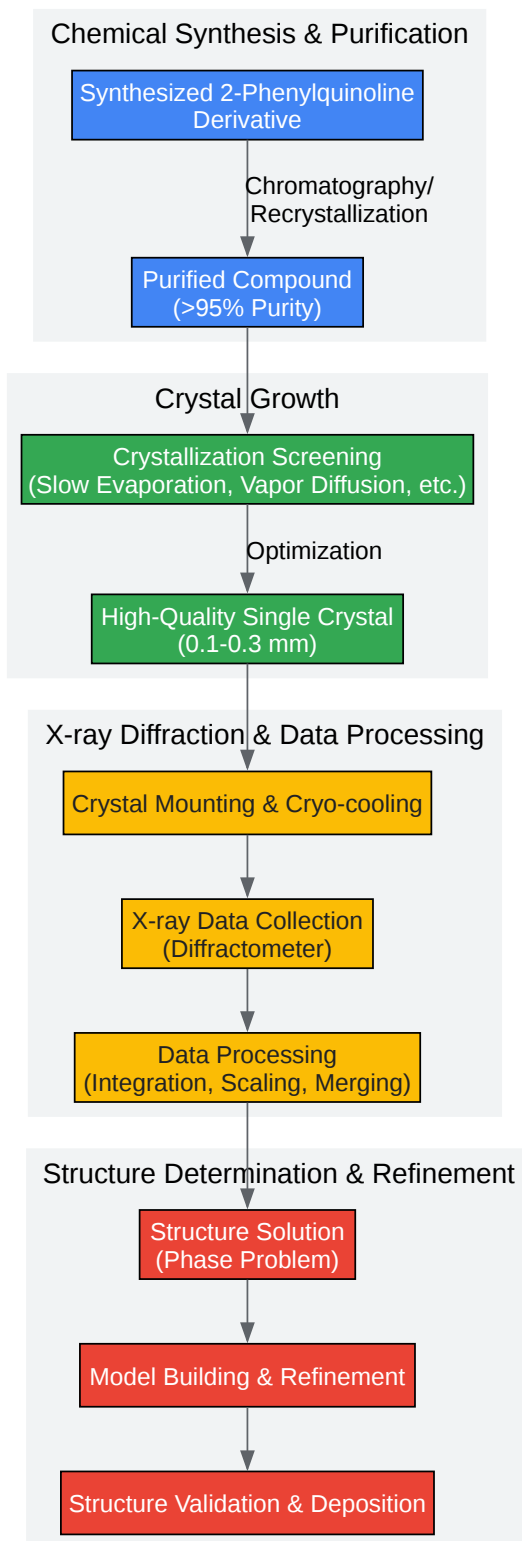 Chemical Synthesis & Purification
Synthesized 2-Phenylquinoline
Derivative
Chromatography/
Recrystallization
Purified Compound
(>95% Purity)
Crystal Growth
Crystallization Screening
(Slow Evaporation, Vapor Diffusion, etc.)
Optimization
High-Quality Single Crystal
(0.1-0.3 mm)
X-ray Diffraction & Data Processing
Crystal Mounting & Cryo-cooling
X-ray Data Collection
(Diffractometer)
Data Processing
(Integration, Scaling, Merging)
Structure Determination & Refinement
Structure Solution
(Phase Problem)
Model Building & Refinement
Structure Validation & Deposition